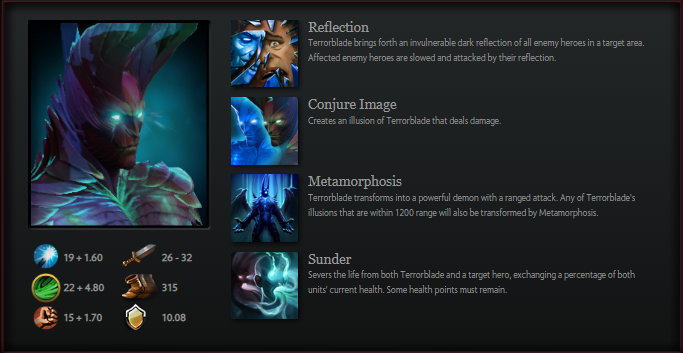 Reflection
Terrorblade brings forth an invulnerable dark reflection of all enemy heroes in a target area.
Affected enemy heroes are slowed and attacked by their reflection.
Conjure Image
Creates an illusion of Terrorblade that deals damage.
Metamorphosis
Terrorblade transforms into a powerful demon with a ranged attack. Any of Terrorblade's
illusions that are within 1200 range will also be transformed by Metamorphosis.
Sunder
Severs the life from both Terrorblade and a target hero, exchanging a percentage of both
units' current health. Some health points must remain.
19 + 1.60 26 - 32
22 + 4.80 315
15 + 1.70 10.08